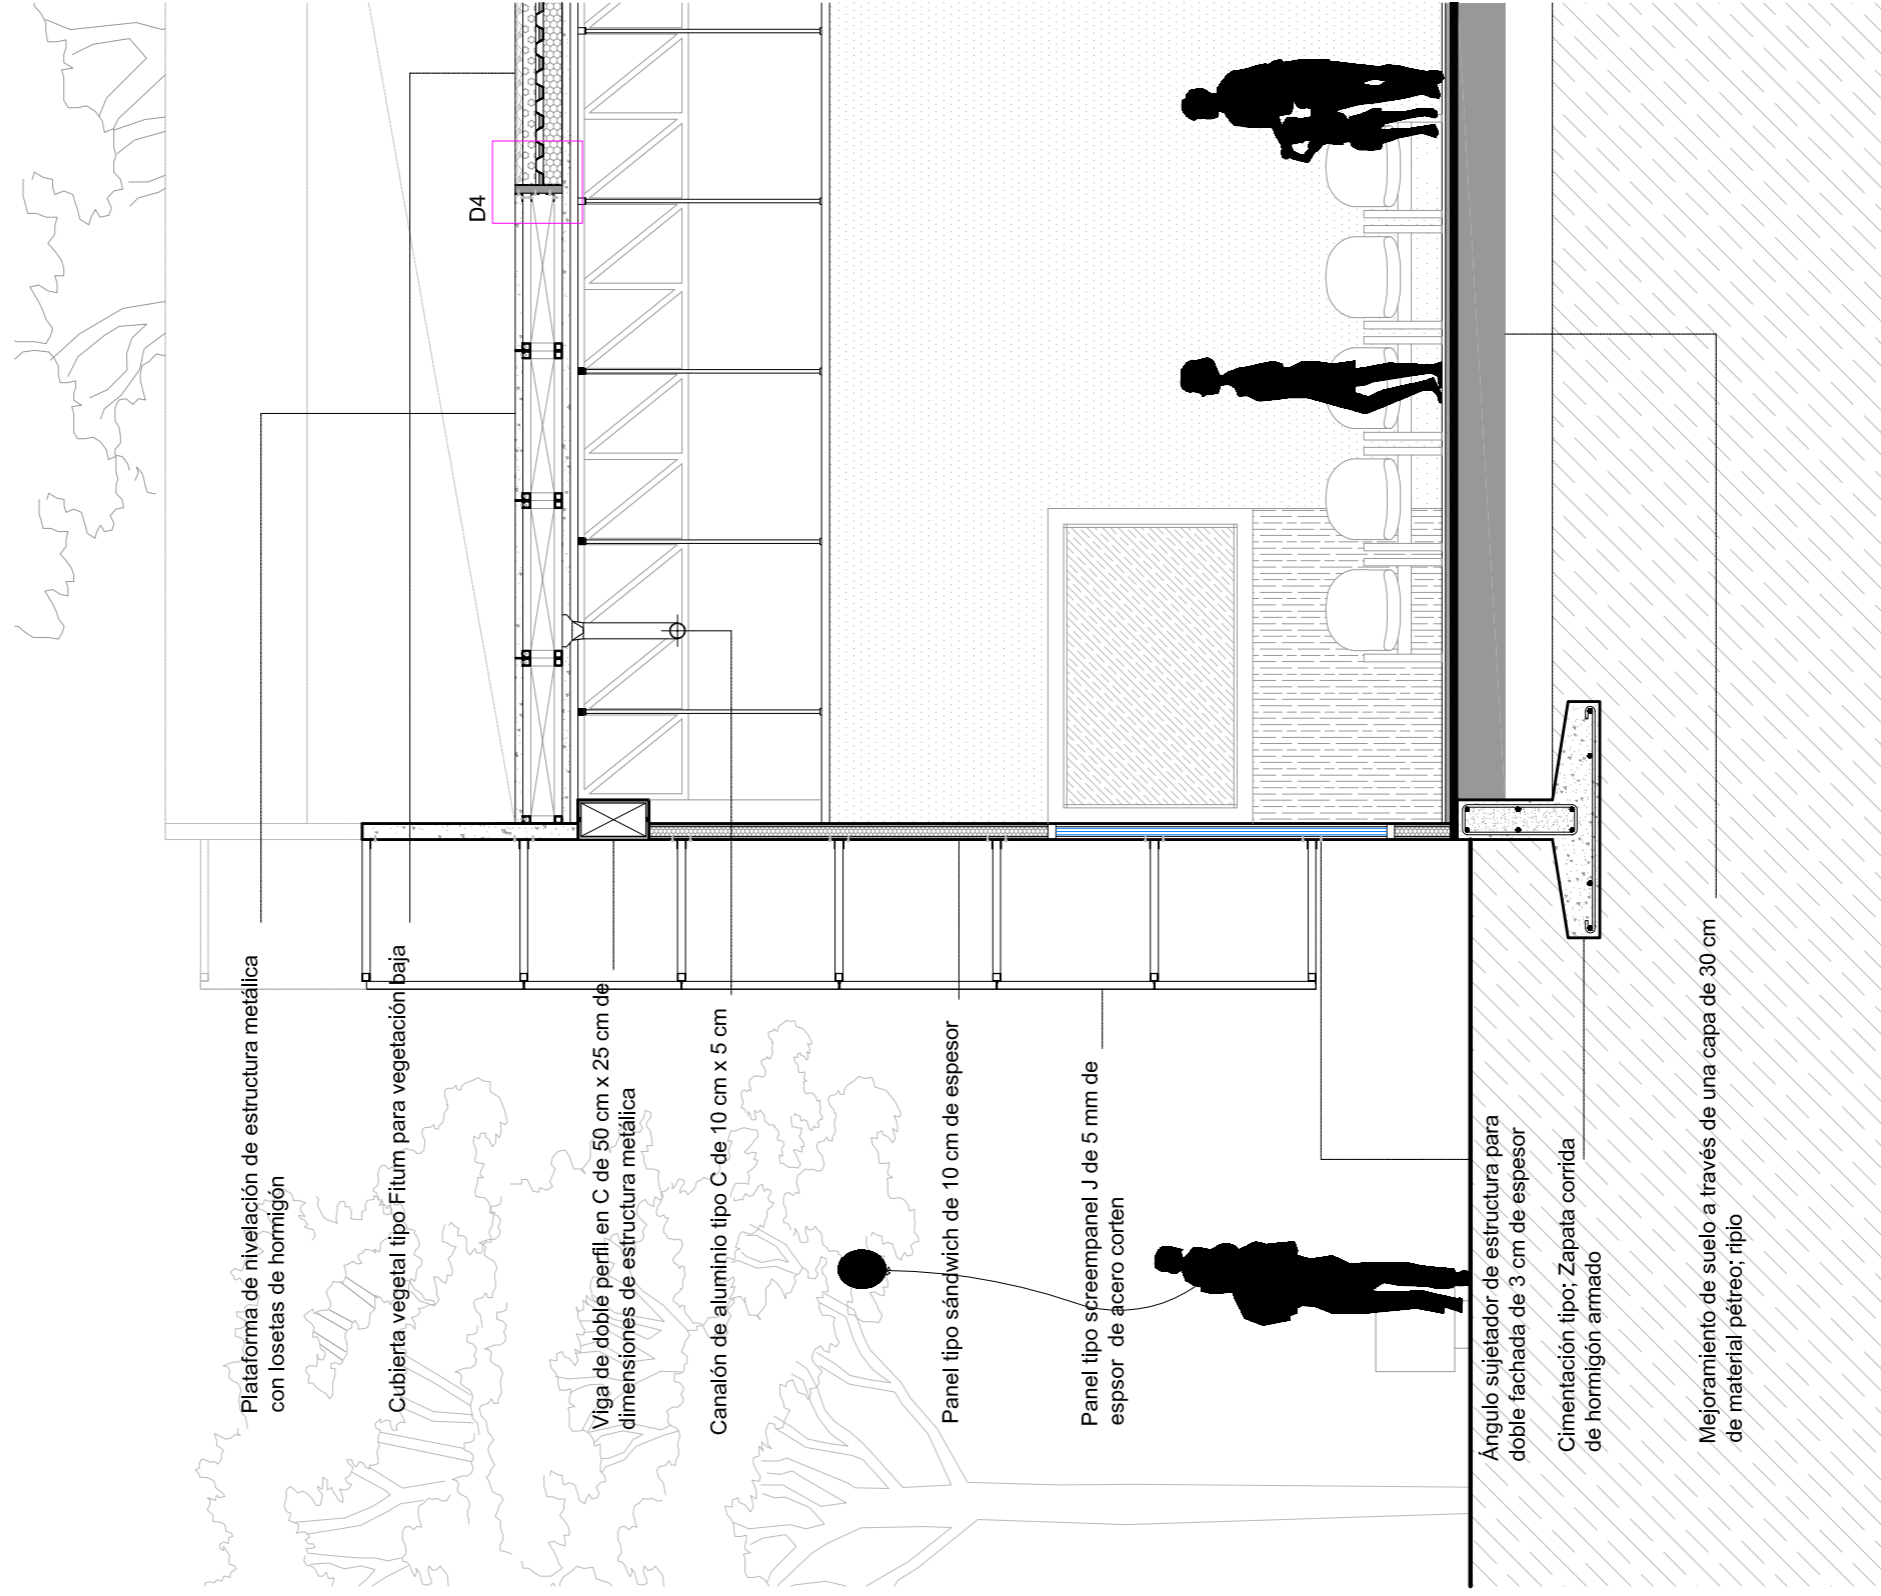 D4
Plataforma de nivelación de estructura metálica
con losetas de hormigón
Cubierta vegetal tipo Fitum para vegetación baja
Viga de doble perfil en C de 50 cm x 25 cm de
dimensiones de estructura metálica
Canalón de aluminio tipo C de 10 cm x 5 cm
Panel tipo sándwich de 10 cm de espesor
Panel tipo screempanel J de 5 mm de
espsor de acero corten
Ángulo sujetador de estructura para
doble fachada de 3 cm de espesor
Cimentación tipo; Zapata corrida
de hormigón armado
Mejoramiento de suelo a través de una capa de 30 cm
de material pétreo; ripio